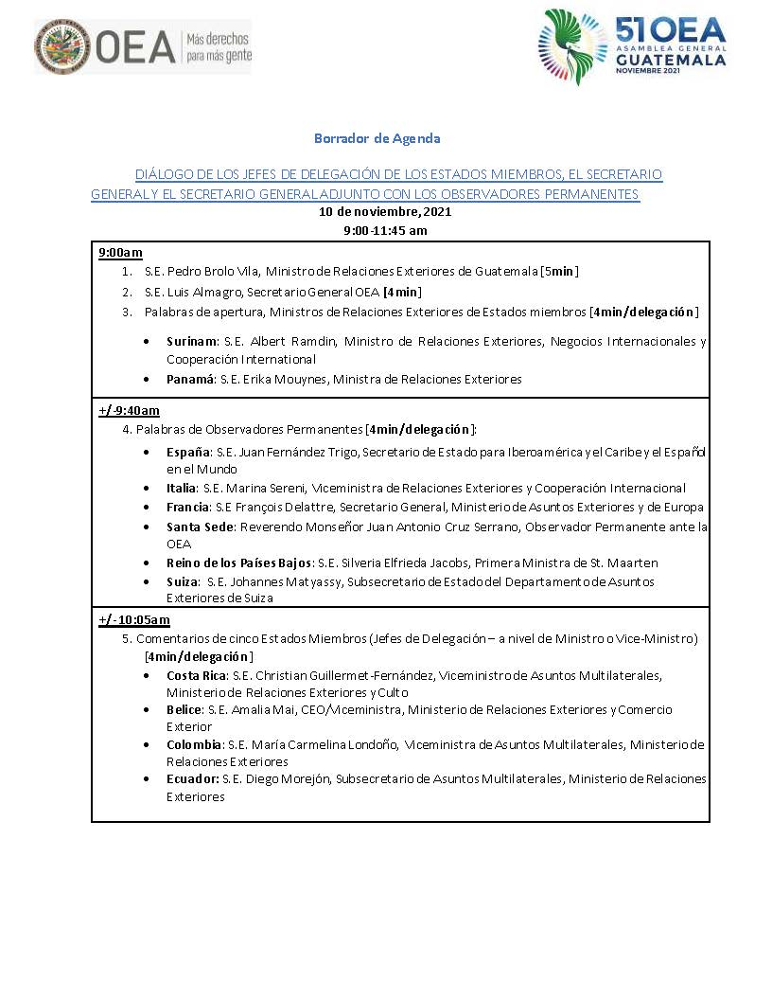 OEA
Más derechos
para más gente
51 OEA
ASAMBLEA GENERAL
GUATEMALA
NOVIEMBRE 2021
Borrador de Agenda
DIÁLOGO DE LOS JEFES DE DELEGACIÓN DE LOS ESTADOS MIEMBROS, EL SECRETARIO
GENERAL Y EL SECRETARIO GENERAL ADJUNTO CON LOS OBSERVADORES PERMANENTES
10 de noviembre, 2021
9:00-11:45 am
9:00am
1. S.E. Pedro Brolo Vila, Ministro de Relaciones Exteriores de Guatemala [5min]
2. S.E. Luis Almagro, Secretario General OEA [4min]
3. Palabras de apertura, Ministros de Relaciones Exteriores de Estados miembros [4min/delegación]
• Surinam: S.E. Albert Ramdin, Ministro de Relaciones Exteriores, Negocios Internacionales y
Cooperación International
• Panamá: S.E. Erika Mouynes, Ministra de Relaciones Exteriores
+/-9:40am
4. Palabras de Observadores Permanentes [4min/delegación]:
• España: S.E. Juan Fernández Trigo, Secretario de Estado para Iberoamérica y el Caribe y el Español
en el Mundo
• Italia: S.E. Marina Sereni, Viceministra de Relaciones Exteriores y Cooperación Internacional
• Francia: S.E François Delattre, Secretario General, Ministerio de Asuntos Exteriores y de Europa
• Santa Sede: Reverendo Monseñor Juan Antonio Cruz Serrano, Observador Permanente ante la
OEA
• Reino de los Países Bajos: S.E. Silveria Elfrieda Jacobs, Primera Ministra de St. Maarten
• Suiza: S.E. Johannes Matyassy, Subsecretario de Estado del Departamento de Asuntos
Exteriores de Suiza
+/-10:05am
5. Comentarios de cinco Estados Miembros (Jefes de Delegación – a nivel de Ministro o Vice-Ministro)
[4min/delegación]
• Costa Rica: S.E. Christian Guillermet-Fernández, Viceministro de Asuntos Multilaterales,
Ministerio de Relaciones Exteriores y Culto
• Belice: S.E. Amalia Mai, CEO/Viceministra, Ministerio de Relaciones Exteriores y Comercio
Exterior
• Colombia: S.E. María Carmelina Londoño, Viceministra de Asuntos Multilaterales, Ministerio de
Relaciones Exteriores
• Ecuador: S.E. Diego Morejón, Subsecretario de Asuntos Multilaterales, Ministerio de Relaciones
Exteriores